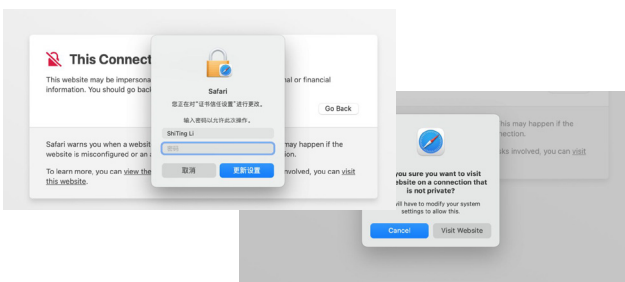 This Connect
This website may be impersona
al or financial
information. You should go bac
Go Back
Safari warns you when a websit
may happen if the
website is misconfigured or an
ion.
To learn more, you can view the
nvolved, you can visit
this website.
Safari
您正在对“证书信任设置”进行更改。
输入密码以允许此次操作。
ShiTing Li
密码
取消
更新设置
his may happen if the
nection.
ks involved, you can visit
you sure you want to visit
ebsite on a connection that
is not private?
will have to modify your system
settings to allow this.
Cancel
Visit Website